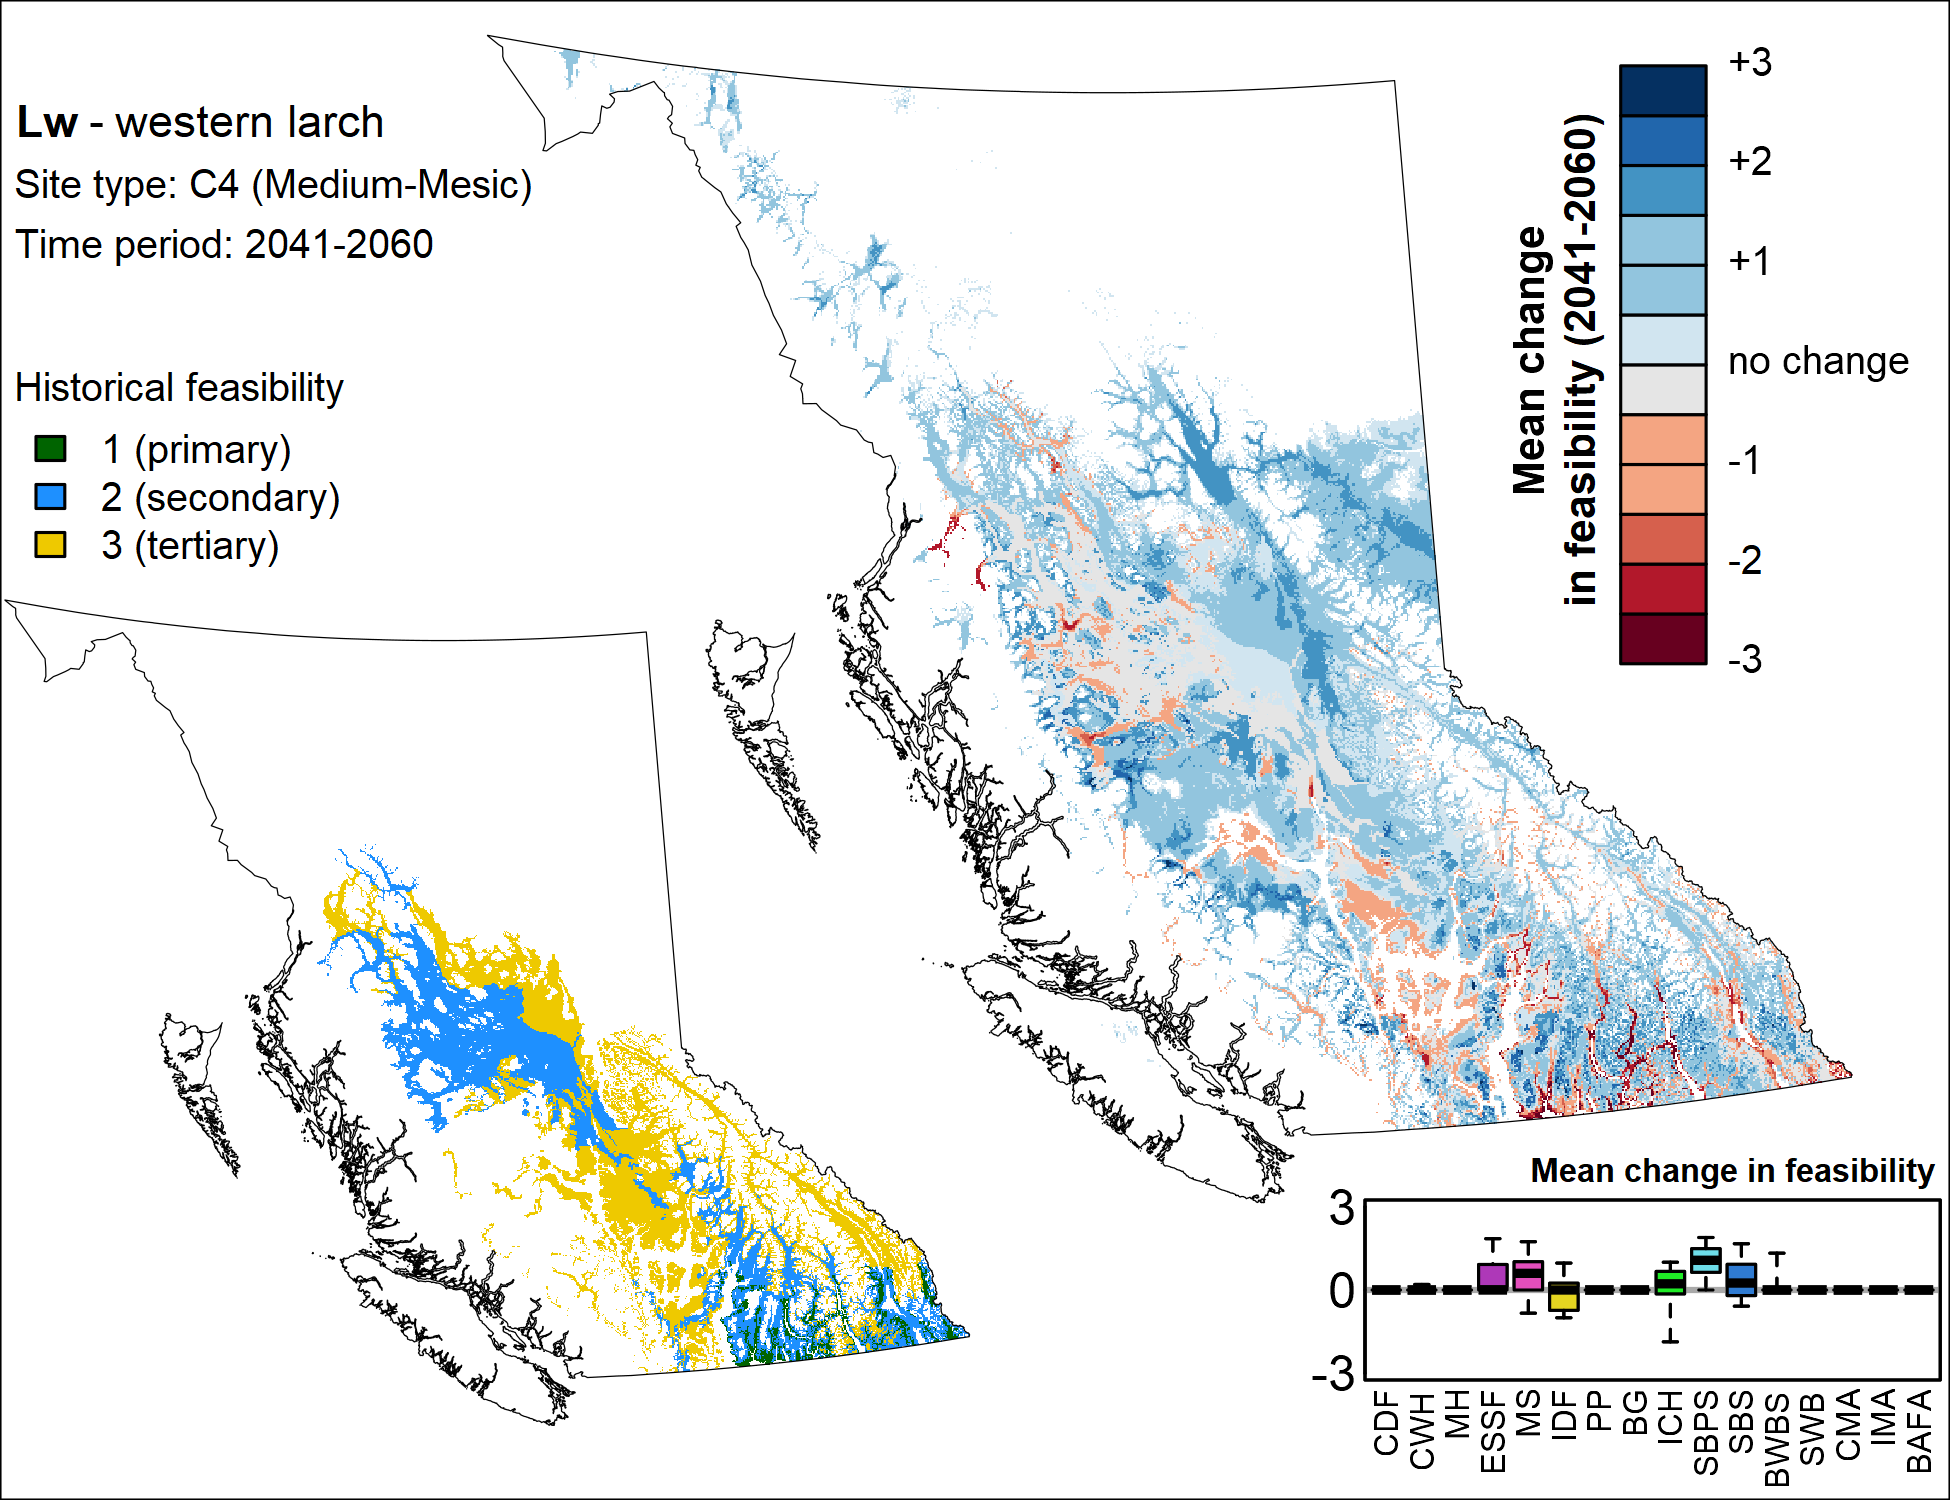 Lw - western larch
Site type: C4 (Medium-Mesic)
Time period: 2041-2060
Historical feasibility
1 (primary)
2 (secondary)
3 (tertiary)
Mean change
in feasibility (2041-2060)
+3
+2
+1
no change
-1
-2
-3
Mean change in feasibility
3
0
-3
CDF
CWH
MH
ESSF
MS
IDF
PP
BG
ICH
SBPS
SBS
BWBS
SWB
CMA
IMA
BAFA